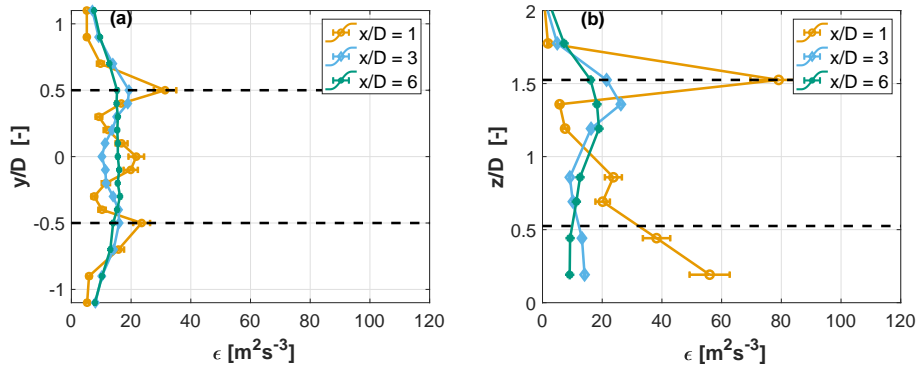 (a)
x/D = 1
x/D = 3
x/D = 6
1
0.5
0
-0.5
-1
y/D [-]
0 20 40 60 80 100 120
ϵ [m²s⁻³]
(b)
x/D = 1
x/D = 3
x/D = 6
2
1.5
1
0.5
0
z/D [-]
0 20 40 60 80 100 120
ϵ [m²s⁻³]